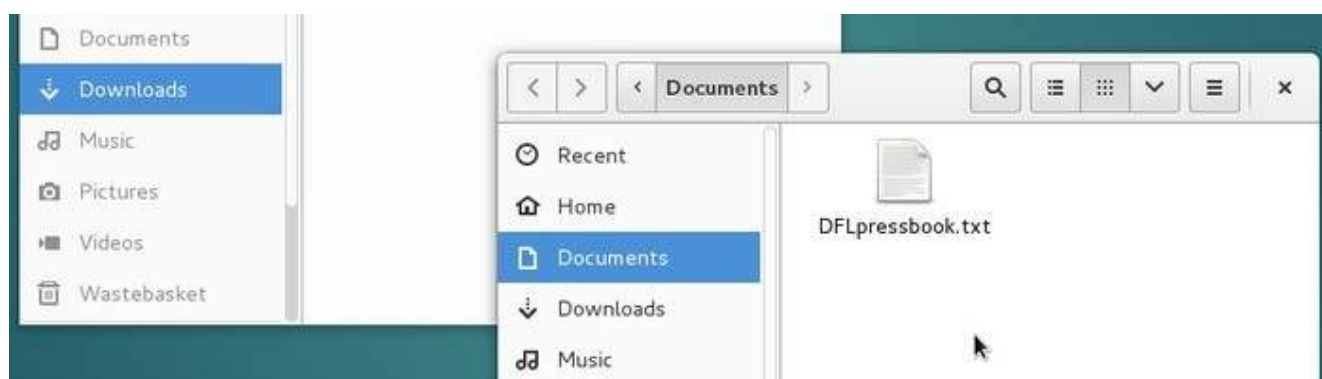 Documents
Downloads
Music
Pictures
Videos
Wastebasket
Documents
Recent
Home
Documents
Downloads
Music
DFLpressbook.txt